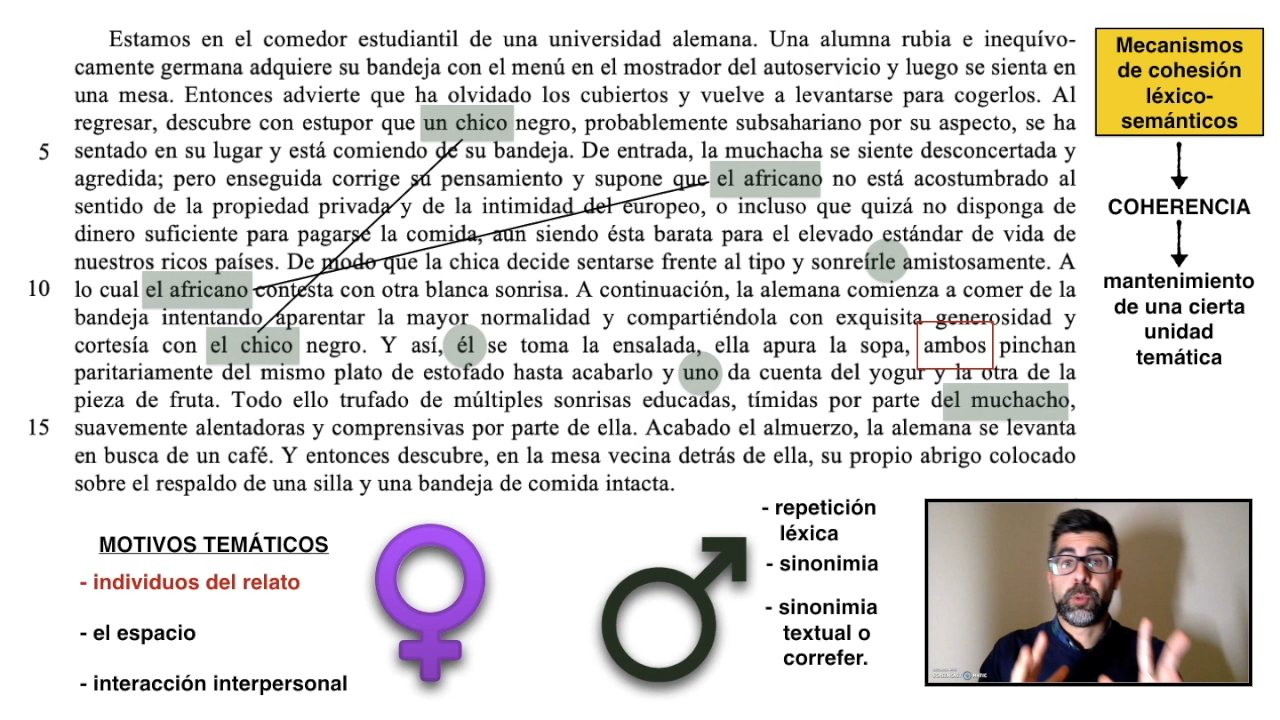 Estamos en el comedor estudiantil de una universidad alemana. Una alumna rubia e inequívo-
camente germana adquiere su bandeja con el menú en el mostrador del autoservicio y luego se sienta en
una mesa. Entonces advierte que ha olvidado los cubiertos y vuelve a levantarse para cogerlos. Al
regresar, descubre con estupor que un chico negro, probablemente subsahariano por su aspecto, se ha
5 sentado en su lugar y está comiendo de su bandeja. De entrada, la muchacha se siente desconcertada y
agredida; pero enseguida corrige su pensamiento y supone que el africano no está acostumbrado al
sentido de la propiedad privada y de la intimidad del europeo, o incluso que quizá no disponga de
dinero suficiente para pagarse la comida, aun siendo ésta barata para el elevado estándar de vida de
nuestros ricos países. De modo que la chica decide sentarse frente al tipo y sonreírle amistosamente. A
10 lo cual el africano contesta con otra blanca sonrisa. A continuación, la alemana comienza a comer de la
bandeja intentando aparentar la mayor normalidad y compartiéndola con exquisita generosidad y
cortesía con el chico negro. Y así, él se toma la ensalada, ella apura la sopa, ambos pinchan
paritariamente del mismo plato de estofado hasta acabarlo y uno da cuenta del yogur y la otra de la
pieza de fruta. Todo ello trufado de múltiples sonrisas educadas, tímidas por parte del muchacho,
15 suavemente alentadoras y comprensivas por parte de ella. Acabado el almuerzo, la alemana se levanta
en busca de un café. Y entonces descubre, en la mesa vecina detrás de ella, su propio abrigo colocado
sobre el respaldo de una silla y una bandeja de comida intacta.
Mecanismos
de cohesión
léxico-
semánticos
COHERENCIA
mantenimiento
de una cierta
unidad
temática
MOTIVOS TEMÁTICOS
- individuos del relato
- el espacio
- interacción interpersonal
- repetición
léxica
- sinonimia
- sinonimia
textual o
correfer.